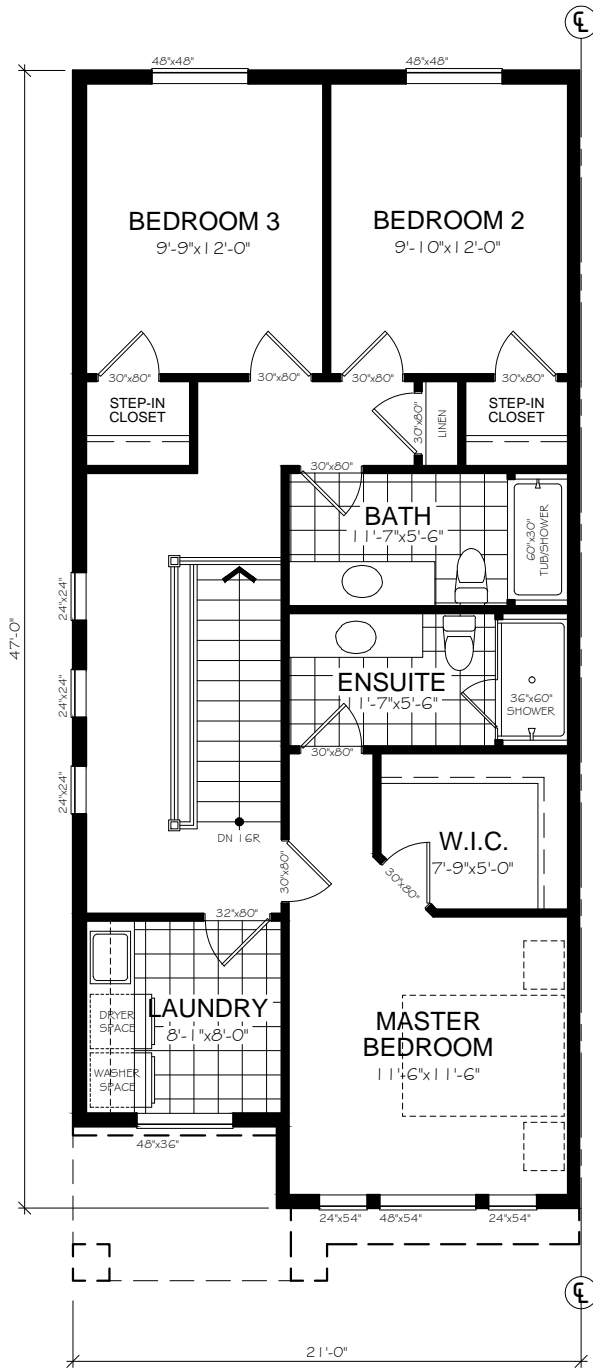 ℄
48"x48"
48"x48"
BEDROOM 3
9'-9"x12'-0"
BEDROOM 2
9'-10"x12'-0"
30"x80"
30"x80"
30"x80"
30"x80"
STEP-IN
CLOSET
30"x80"
LINEN
STEP-IN
CLOSET
30"x80"
BATH
11'-7"x5'-6"
60"x30"
TUB/SHOWER
24"x24"
47'-0"
24"x24"
24"x24"
ENSUITE
11'-7"x5'-6"
36"x60"
SHOWER
30"x80"
DN 16R
W.I.C.
7'-9"x5'-0"
30"x80"
30"x80"
32"x80"
LAUNDRY
8'-1"x8'-0"
DRYER
SPACE
WASHER
SPACE
MASTER
BEDROOM
11'-6"x11'-6"
48"x36"
24"x54"
48"x54"
24"x54"
℄
21'-0"